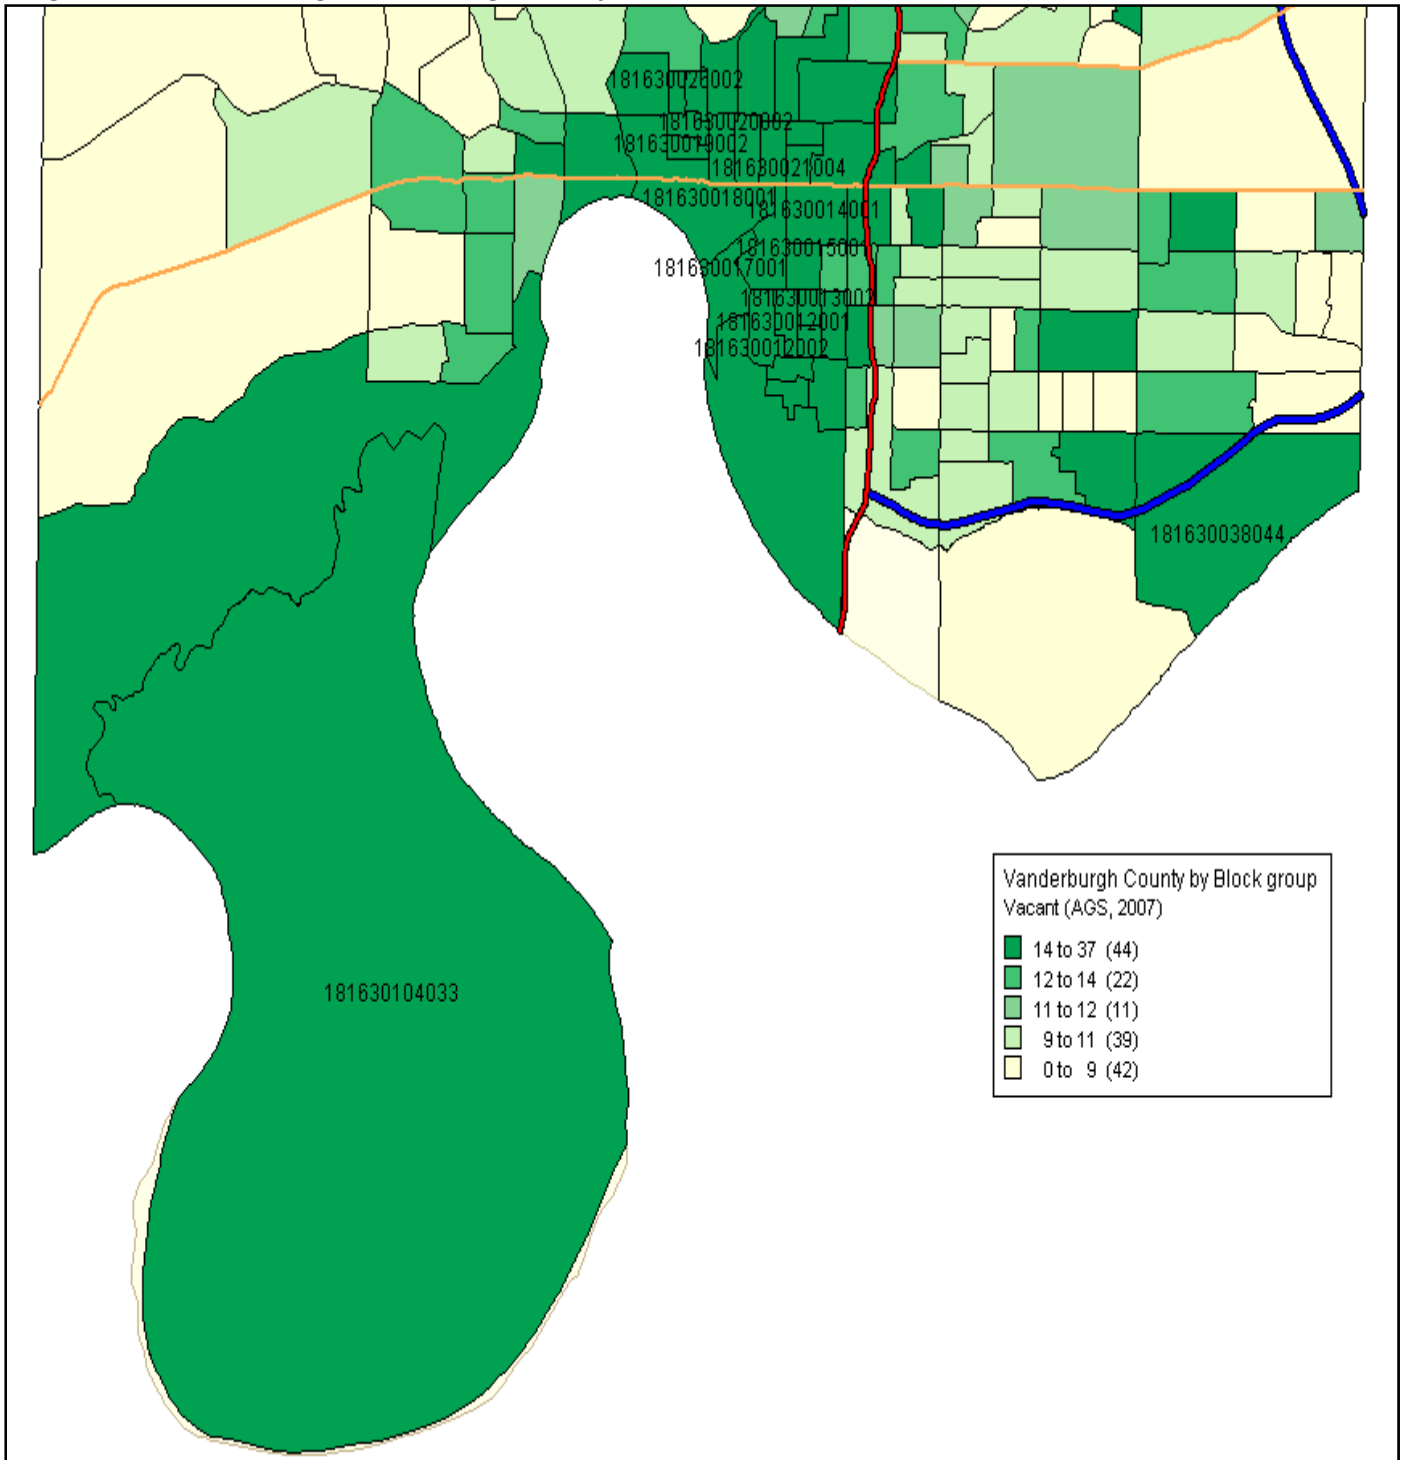 181630026002
181630020002
181630019002
181630021004
181630018001
181630014001
181630015001
181630017001
181630012001
181630012002
181630038044
Vanderburgh County by Block group
Vacant (AGS, 2007)
14 to 37 (44)
12 to 14 (22)
11 to 12 (11)
9 to 11 (39)
0 to 9 (42)
181630104033